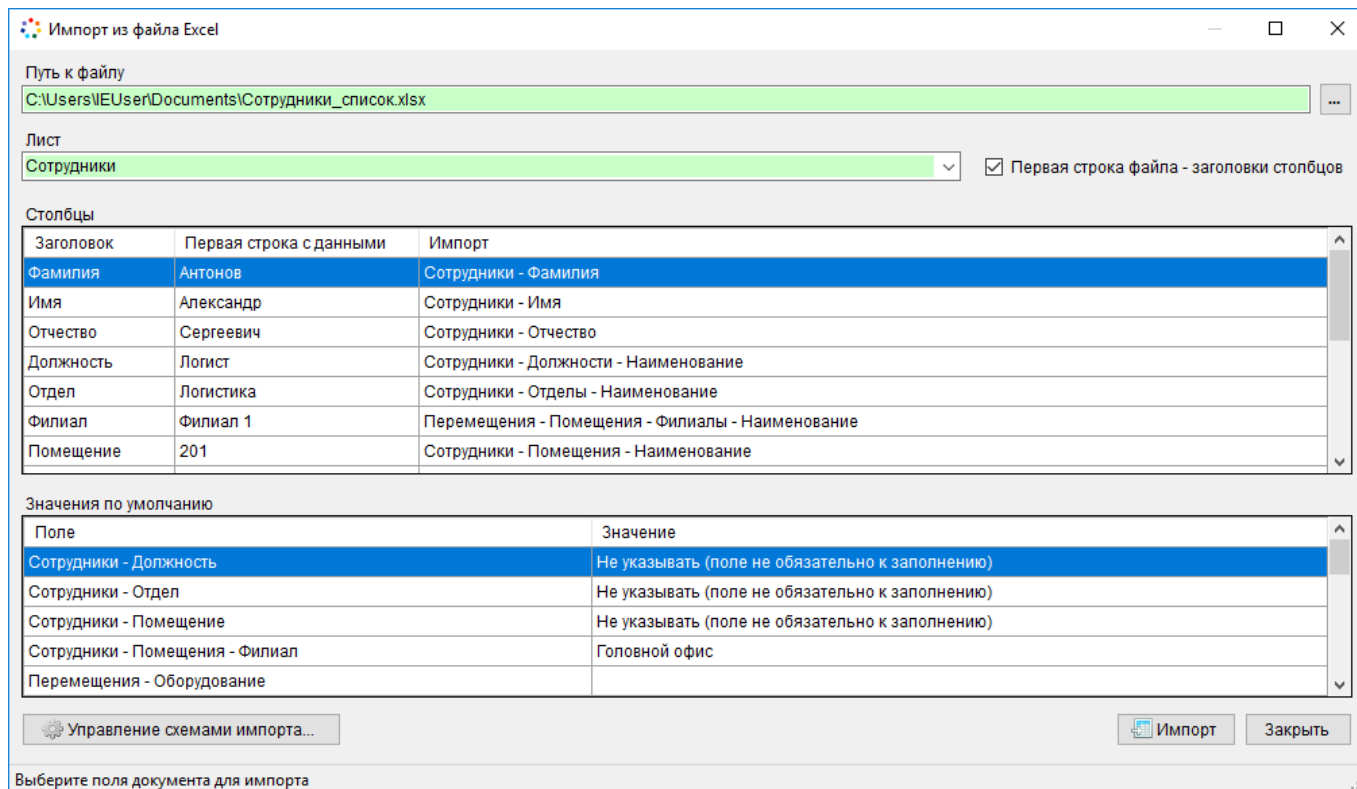 Импорт из файла Excel
Путь к файлу
C:\Users\IEUser\Documents\Сотрудники_список.xlsx
...
Лист
Сотрудники
Первая строка файла - заголовки столбцов
Столбцы
Заголовок Первая строка с данными Импорт
Фамилия Антонов Сотрудники - Фамилия
Имя Александр Сотрудники - Имя
Отчество Сергеевич Сотрудники - Отчество
Должность Логист Сотрудники - Должности - Наименование
Отдел Логистика Сотрудники - Отделы - Наименование
Филиал Филиал 1 Перемещения - Помещения - Филиалы - Наименование
Помещение 201 Сотрудники - Помещения - Наименование
Значения по умолчанию
Поле Значение
Сотрудники - Должность Не указывать (поле не обязательно к заполнению)
Сотрудники - Отдел Не указывать (поле не обязательно к заполнению)
Сотрудники - Помещение Не указывать (поле не обязательно к заполнению)
Сотрудники - Помещения - Филиал Головной офис
Перемещения - Оборудование
Управление схемами импорта... Импорт Закрыть
Выберите поля документа для импорта